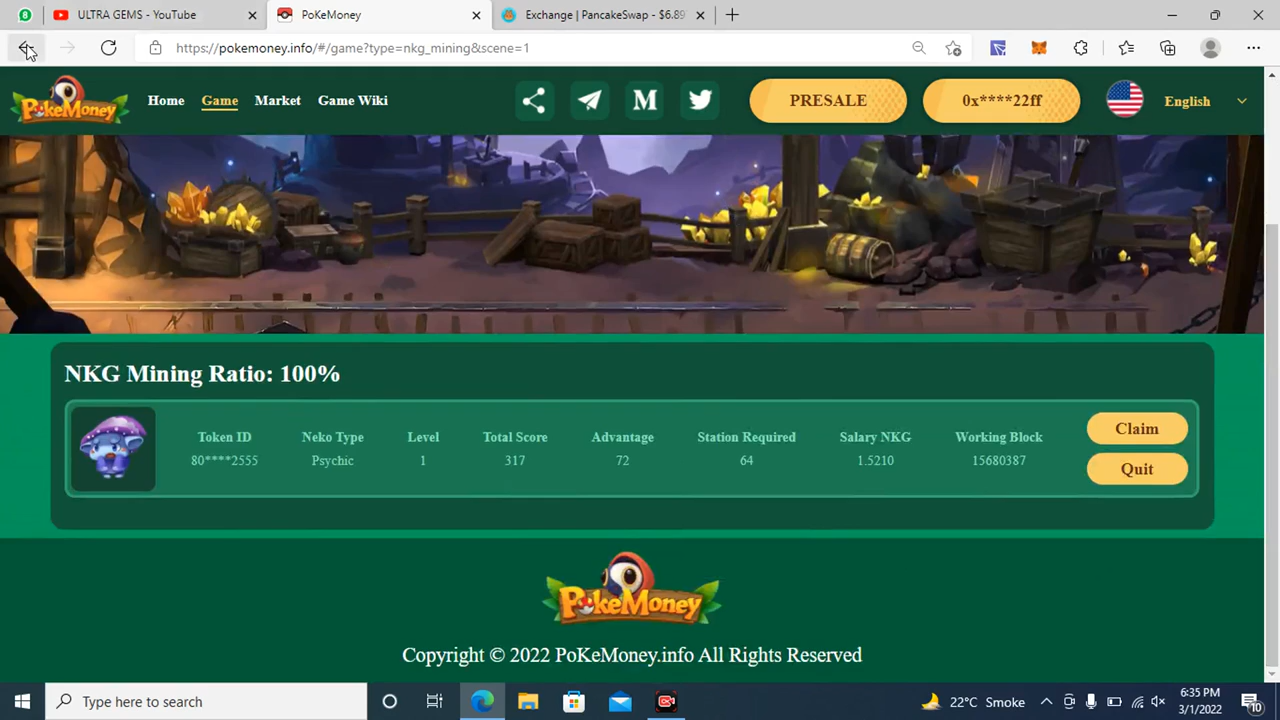 8
ULTRA GEMS - YouTube
PoKeMoney
Exchange | PancakeSwap - $6.89
https://pokemoney.info/#/game?type=nkg_mining&scene=1
PokeMoney
Home
Game
Market
Game Wiki
PRESALE
0x****22ff
English
NKG Mining Ratio: 100%
Token ID
Neko Type
Level
Total Score
Advantage
Station Required
Salary NKG
Working Block
80****2555
Psychic
1
317
72
64
1.5210
15680387
Claim
Quit
PokeMoney
Copyright © 2022 PoKeMoney.info All Rights Reserved
Type here to search
22°C Smoke
6:35 PM
3/1/2022
10